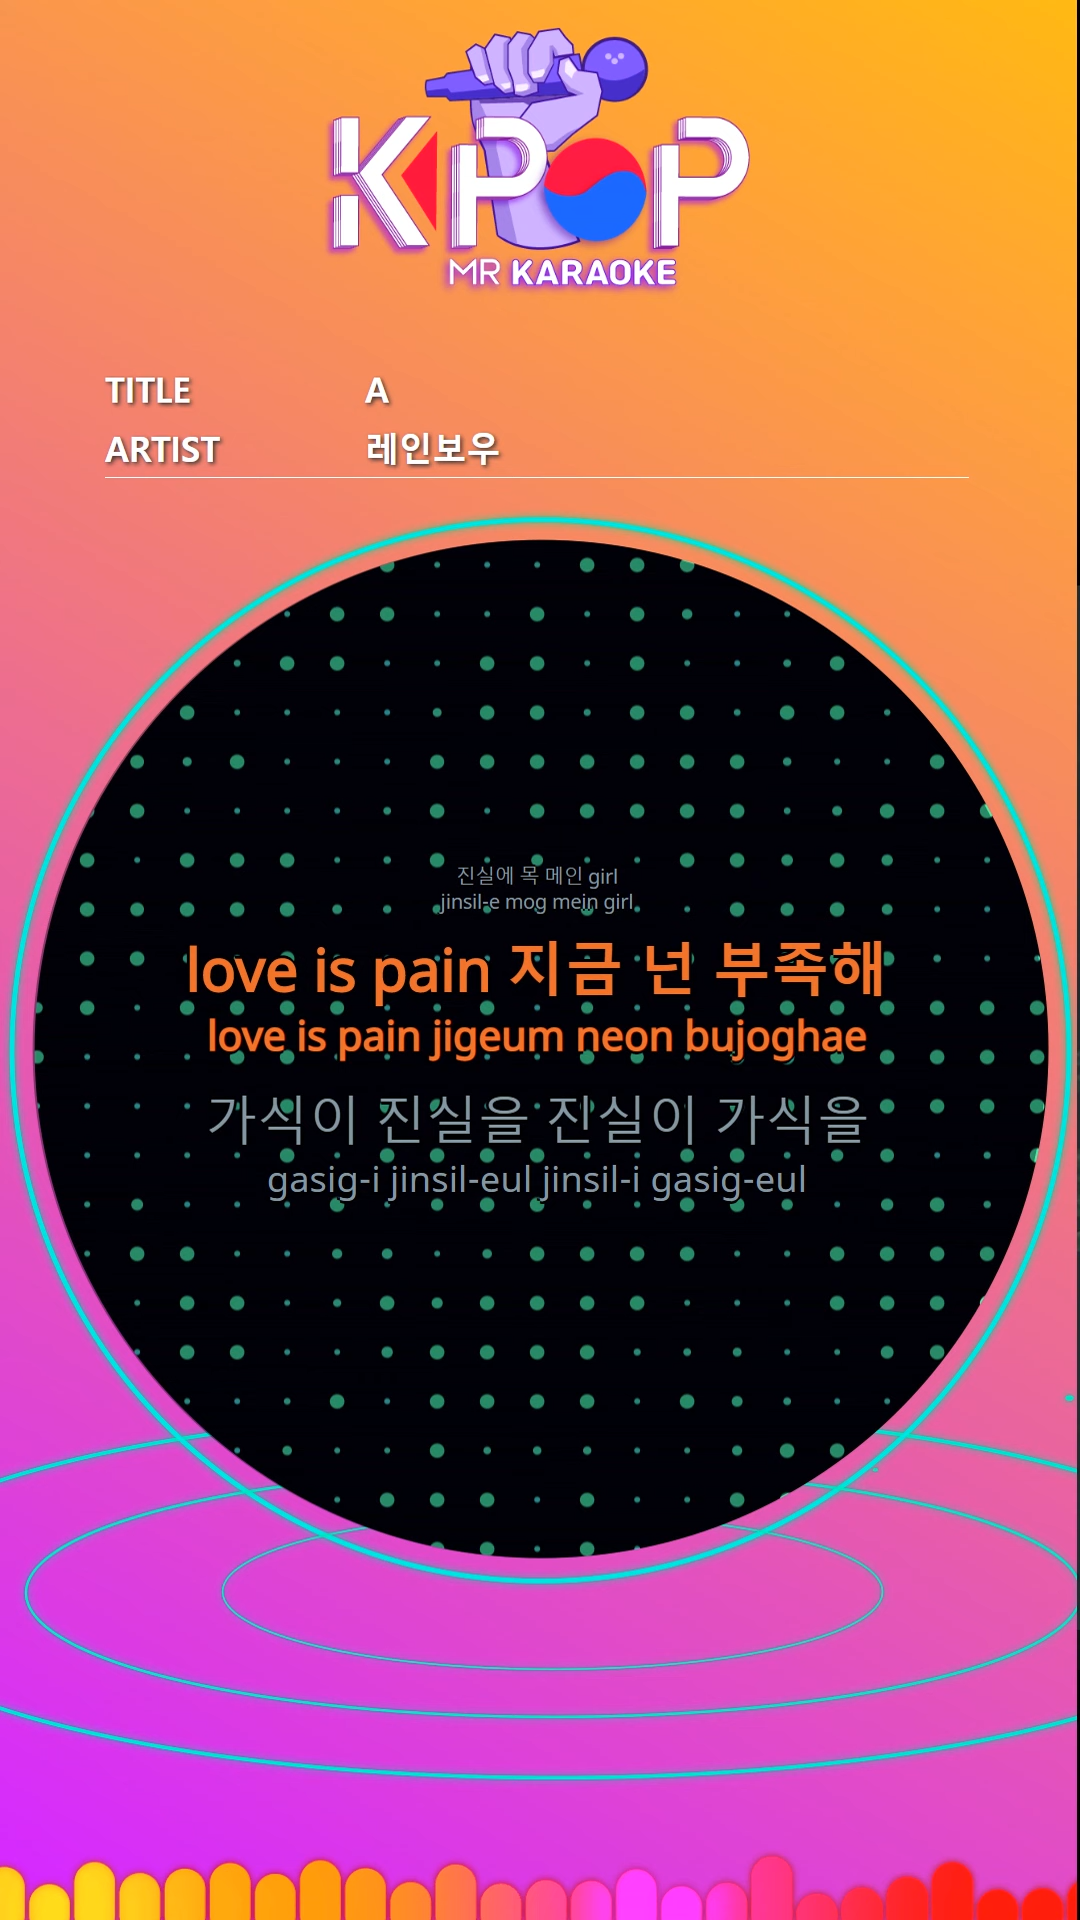 KPOP
MR KARAOKE
TITLE A
ARTIST 레인보우
진실에 목 메인 girl
jinsil-e mog mein girl
love is pain 지금 넌 부족해
love is pain jigeum neon bujoghae
가식이 진실을 진실이 가식을
gasig-i jinsil-eul jinsil-i gasig-eul